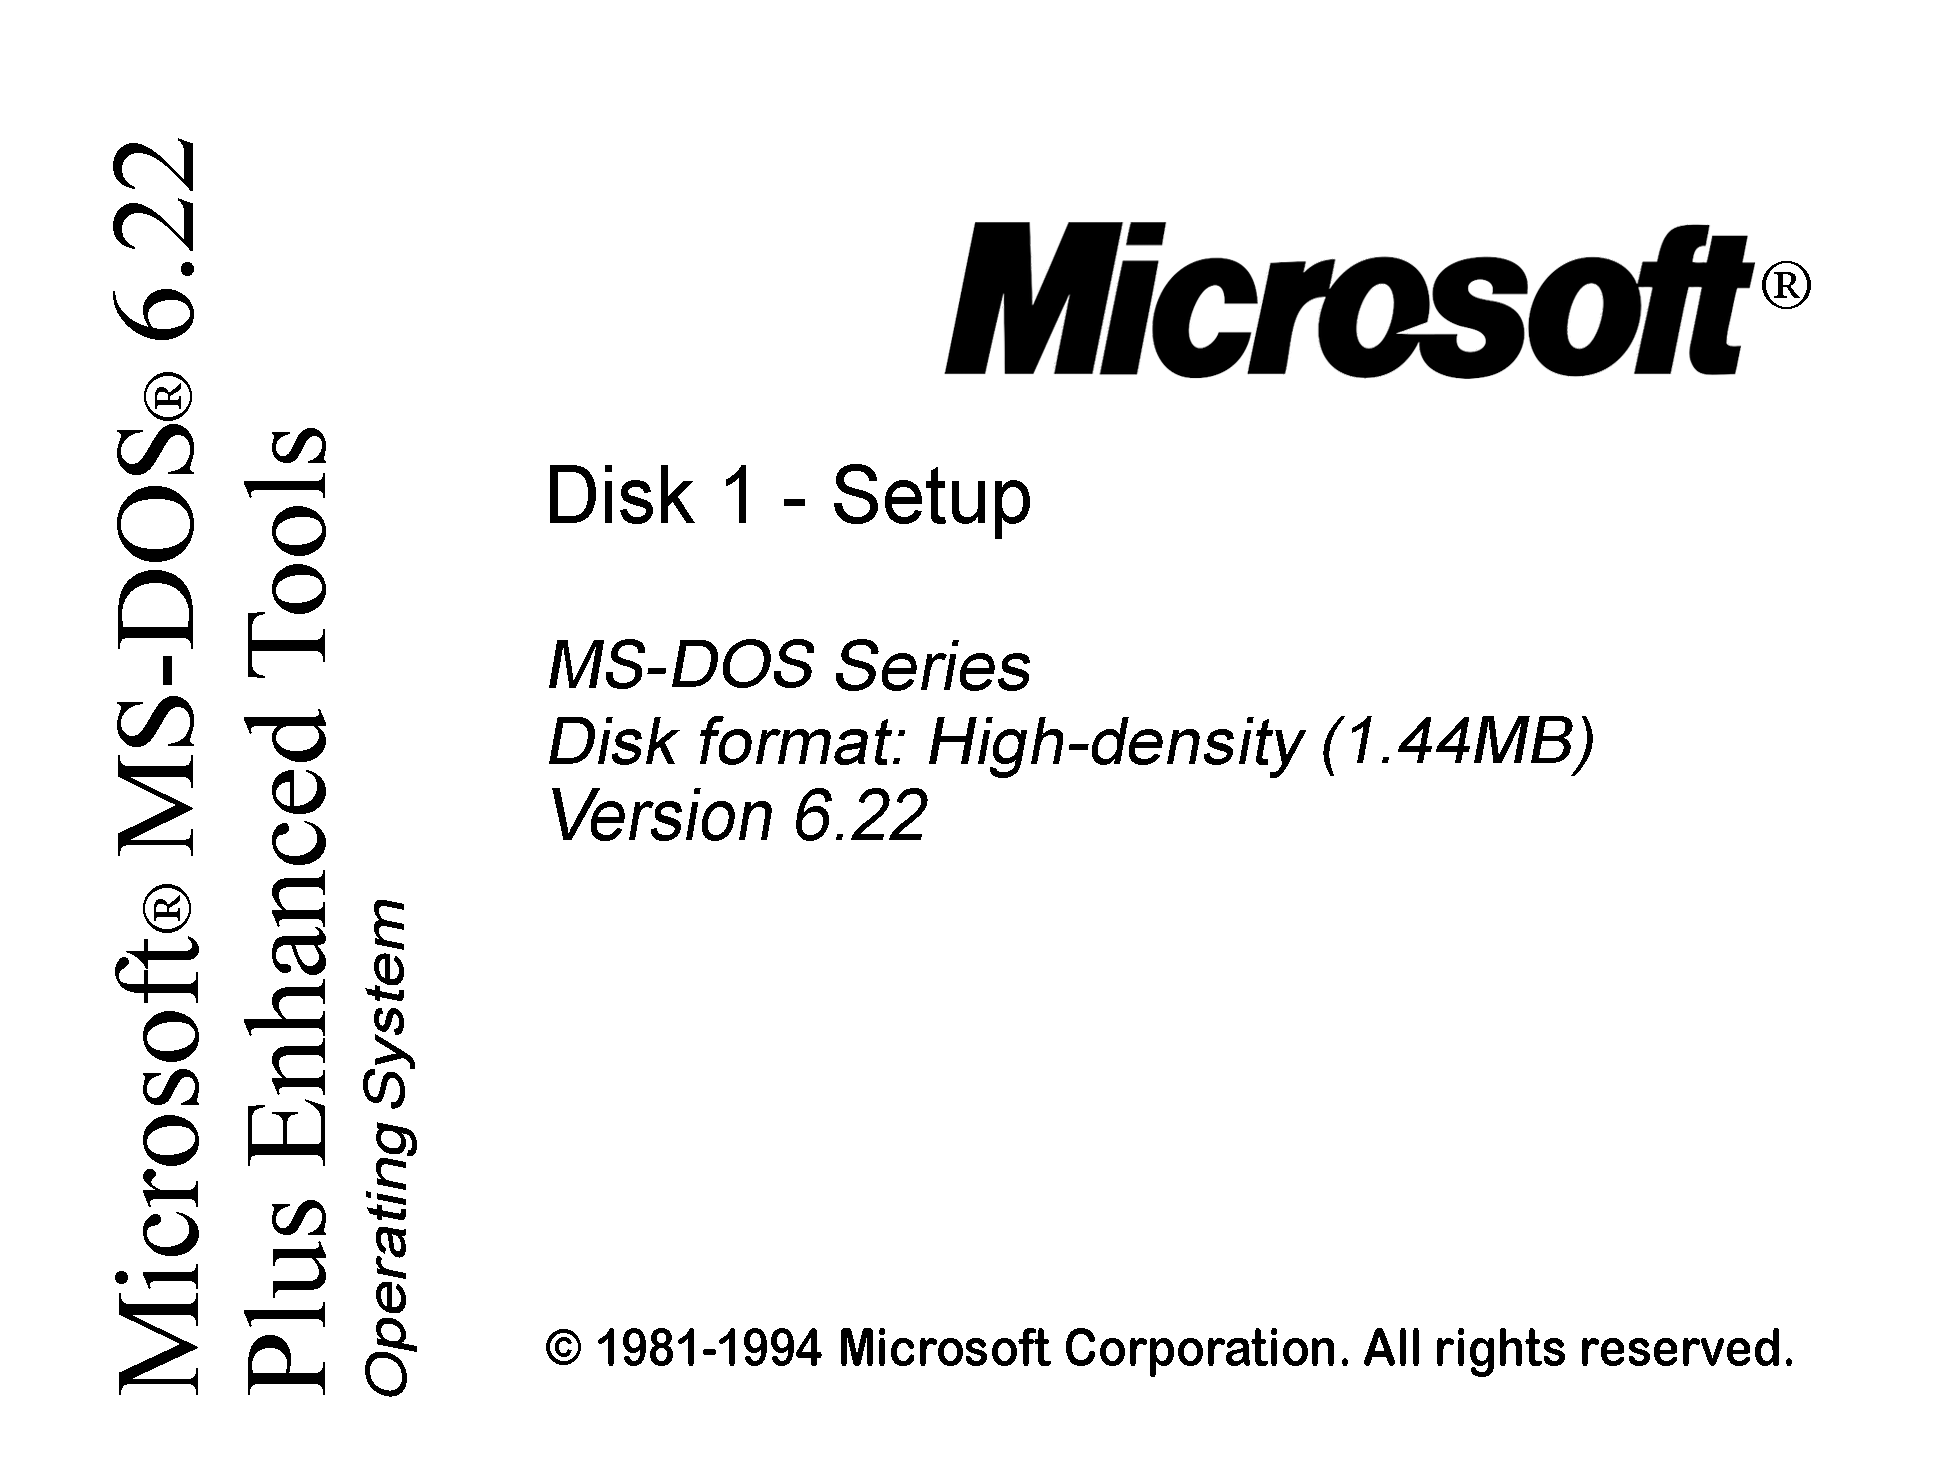 Microsoft® MS-DOS® 6.22
Plus Enhanced Tools
Operating System
Microsoft®
Disk 1 - Setup
MS-DOS Series
Disk format: High-density (1.44MB)
Version 6.22
© 1981-1994 Microsoft Corporation. All rights reserved.